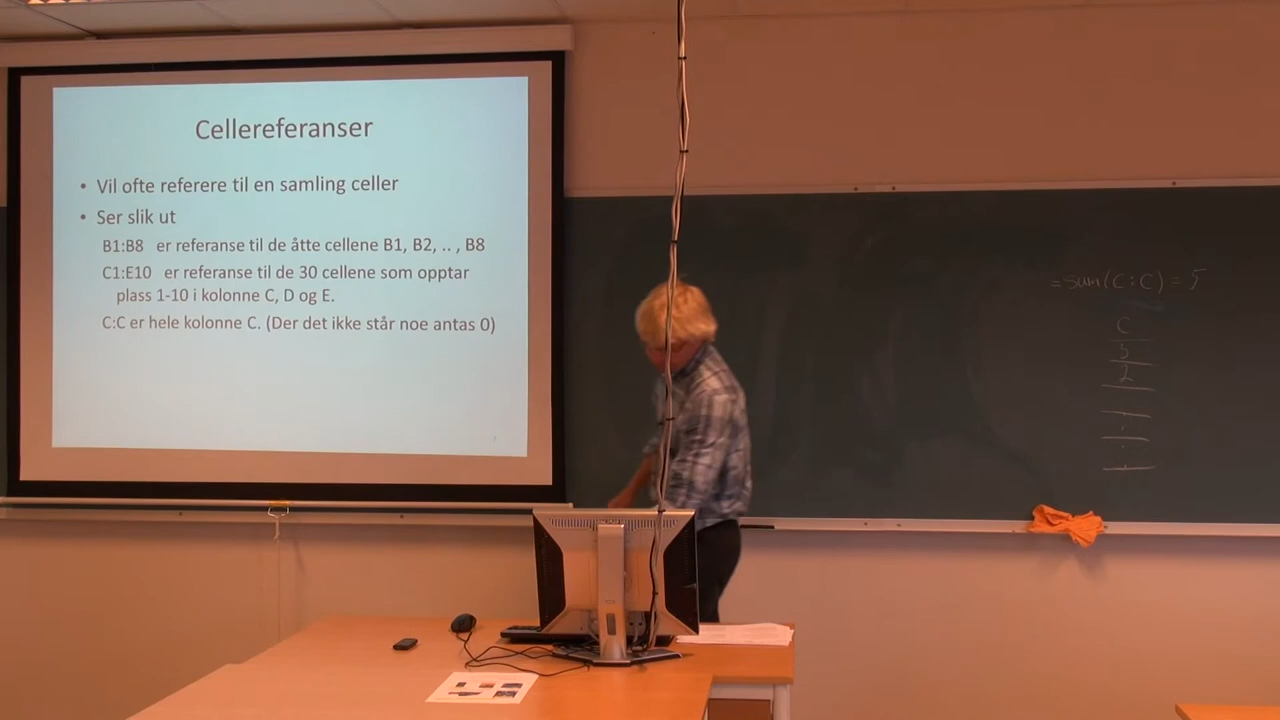 Cellereferanser
• Vil ofte referere til en samling celler
• Ser slik ut
B1:B8 er referanse til de åtte cellene B1, B2, .. , B8
C1:E10 er referanse til de 30 cellene som opptar
plass 1-10 i kolonne C, D og E.
C:C er hele kolonne C. (Der det ikke står noe antas 0)
=sum(C:C) = 5
C
5
2